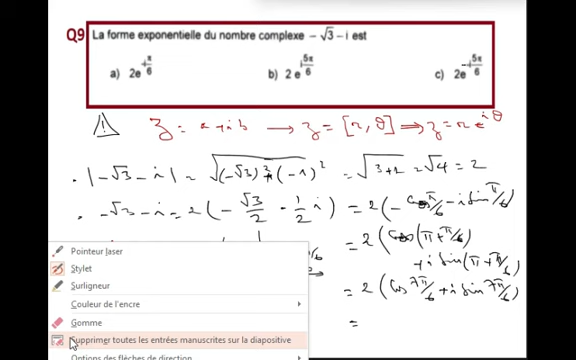 Q9 La forme exponentielle du nombre complexe −√3 − i est
a) 2e^{iπ/6} b) 2e^{i5π/6} c) 2e^{−i5π/6}
z = a+ib → z = [r, θ] ⇒ z = r e^{iθ}
|−√3 − i| = √((−√3)² + (−1)²) = √(3+1) = √4 = 2
−√3 − i = 2(−√3/2 − 1/2 i) = 2(−cos π/6 − i sin π/6)
= 2(cos(π+π/6)
+ i sin(π+π/6)
= 2(cos 7π/6 + i sin 7π/6)
=
Pointeur laser
Stylet
Surligneur
Couleur de l'encre
Gomme
Supprimer toutes les entrées manuscrites sur la diapositive
Options des flèches de direction